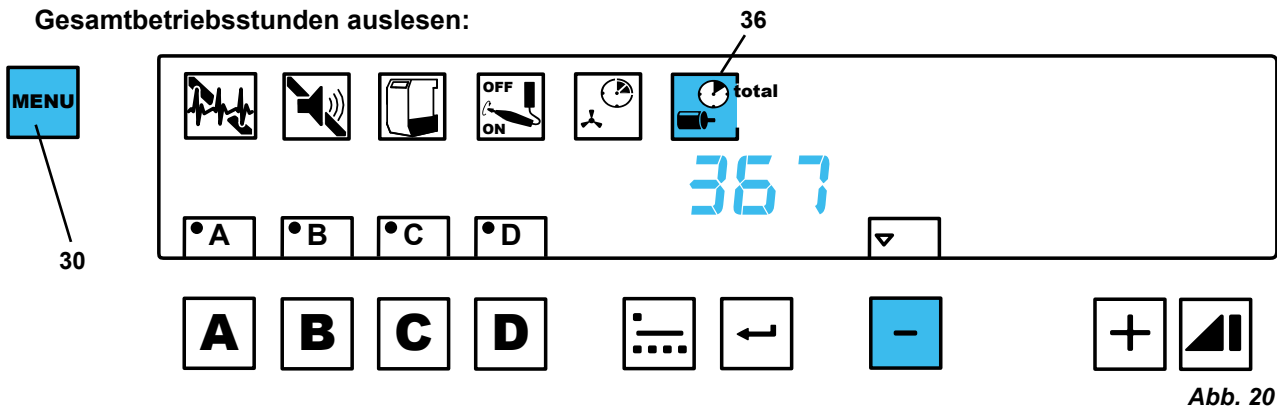 Gesamtbetriebsstunden auslesen:
36
MENU
OFF
ON
total
367
A B C D
30
A B C D - +
Abb. 20